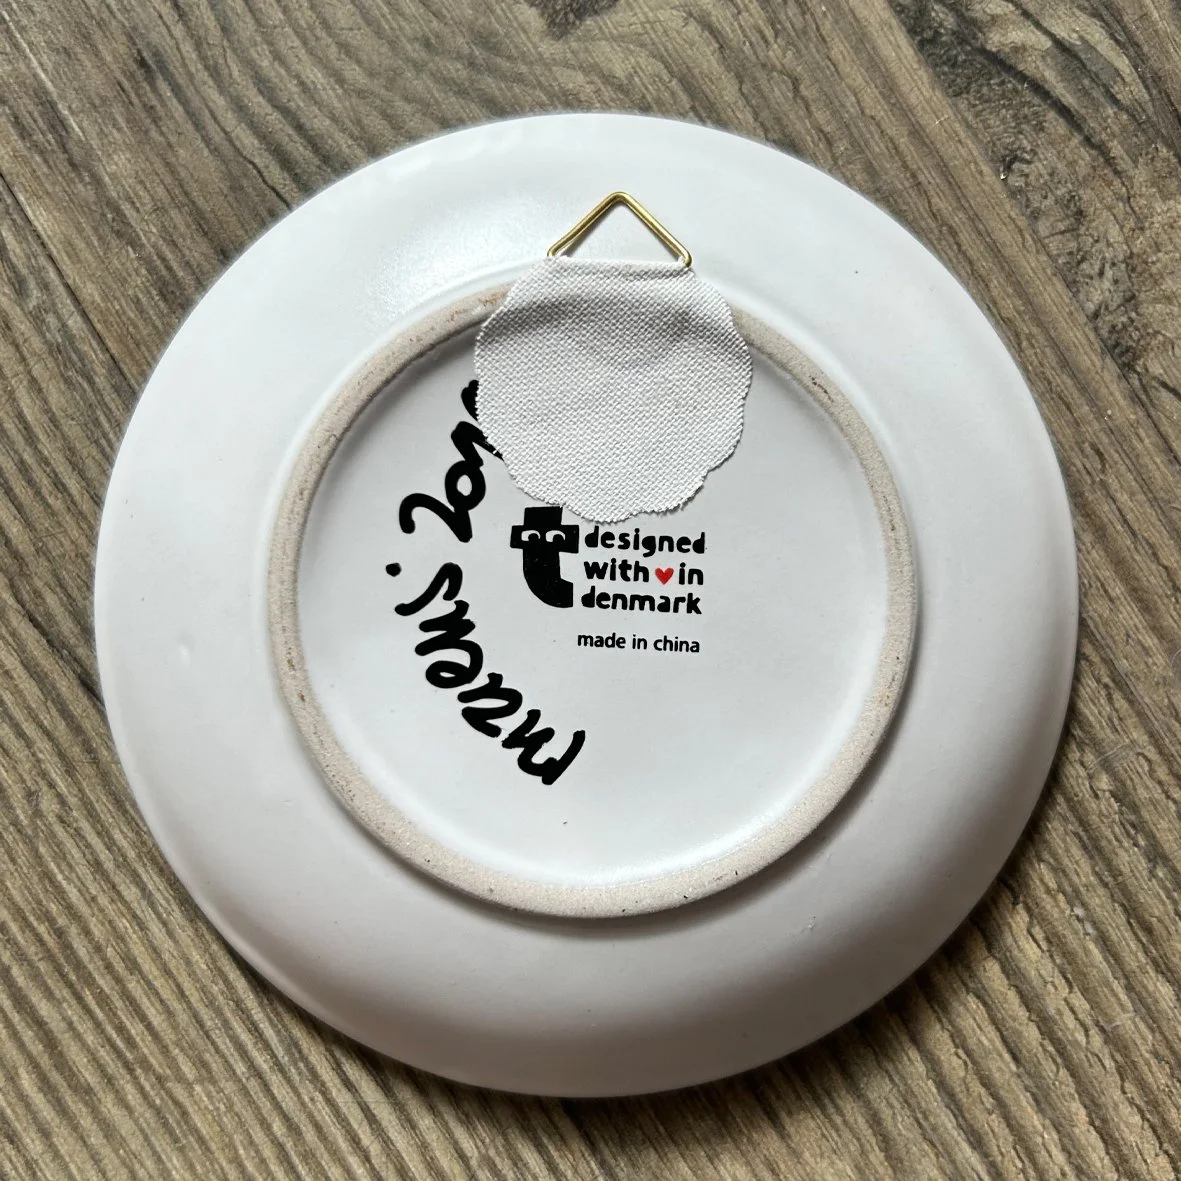 designed
with ♥ in
denmark
made in china